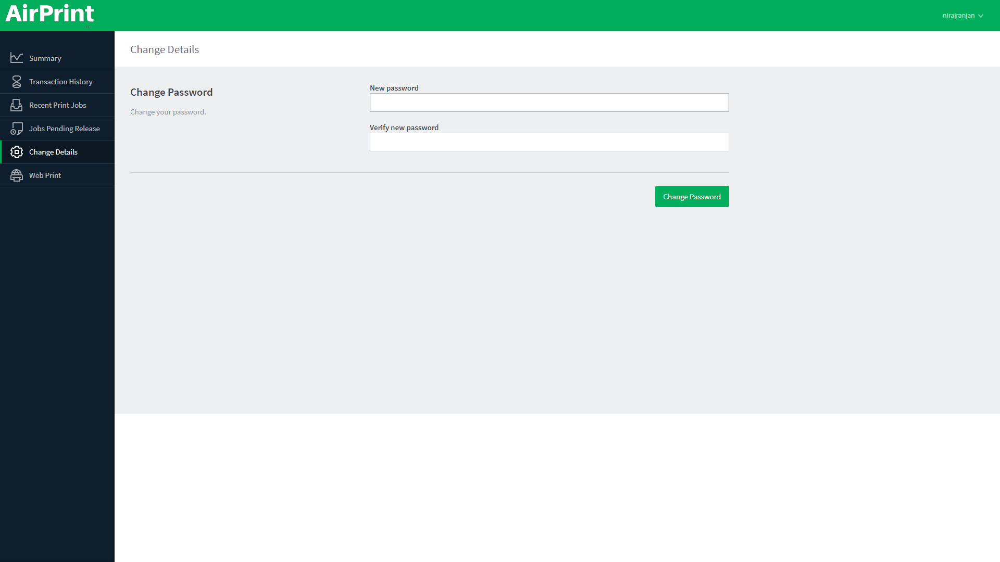 AirPrint
nirajranjan
Summary
Transaction History
Recent Print Jobs
Jobs Pending Release
Change Details
Web Print
Change Details
Change Password
Change your password.
New password
Verify new password
Change Password